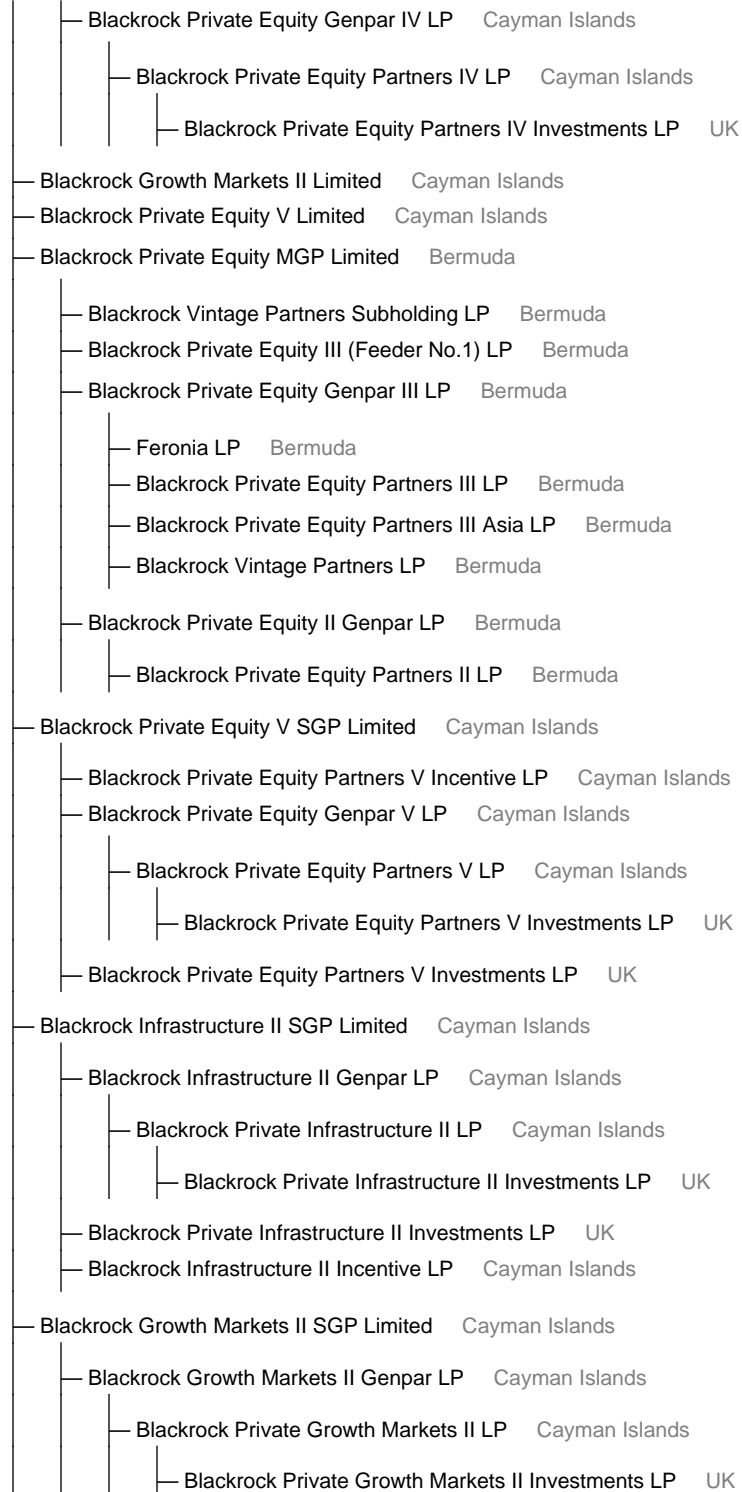 Blackrock Private Equity Genpar IV LP Cayman Islands
Blackrock Private Equity Partners IV LP Cayman Islands
Blackrock Private Equity Partners IV Investments LP UK
Blackrock Growth Markets II Limited Cayman Islands
Blackrock Private Equity V Limited Cayman Islands
Blackrock Private Equity MGP Limited Bermuda
Blackrock Vintage Partners Subholding LP Bermuda
Blackrock Private Equity III (Feeder No.1) LP Bermuda
Blackrock Private Equity Genpar III LP Bermuda
Feronia LP Bermuda
Blackrock Private Equity Partners III LP Bermuda
Blackrock Private Equity Partners III Asia LP Bermuda
Blackrock Vintage Partners LP Bermuda
Blackrock Private Equity II Genpar LP Bermuda
Blackrock Private Equity Partners II LP Bermuda
Blackrock Private Equity V SGP Limited Cayman Islands
Blackrock Private Equity Partners V Incentive LP Cayman Islands
Blackrock Private Equity Genpar V LP Cayman Islands
Blackrock Private Equity Partners V LP Cayman Islands
Blackrock Private Equity Partners V Investments LP UK
Blackrock Private Equity Partners V Investments LP UK
Blackrock Infrastructure II SGP Limited Cayman Islands
Blackrock Infrastructure II Genpar LP Cayman Islands
Blackrock Private Infrastructure II LP Cayman Islands
Blackrock Private Infrastructure II Investments LP UK
Blackrock Private Infrastructure II Investments LP UK
Blackrock Infrastructure II Incentive LP Cayman Islands
Blackrock Growth Markets II SGP Limited Cayman Islands
Blackrock Growth Markets II Genpar LP Cayman Islands
Blackrock Private Growth Markets II LP Cayman Islands
Blackrock Private Growth Markets II Investments LP UK